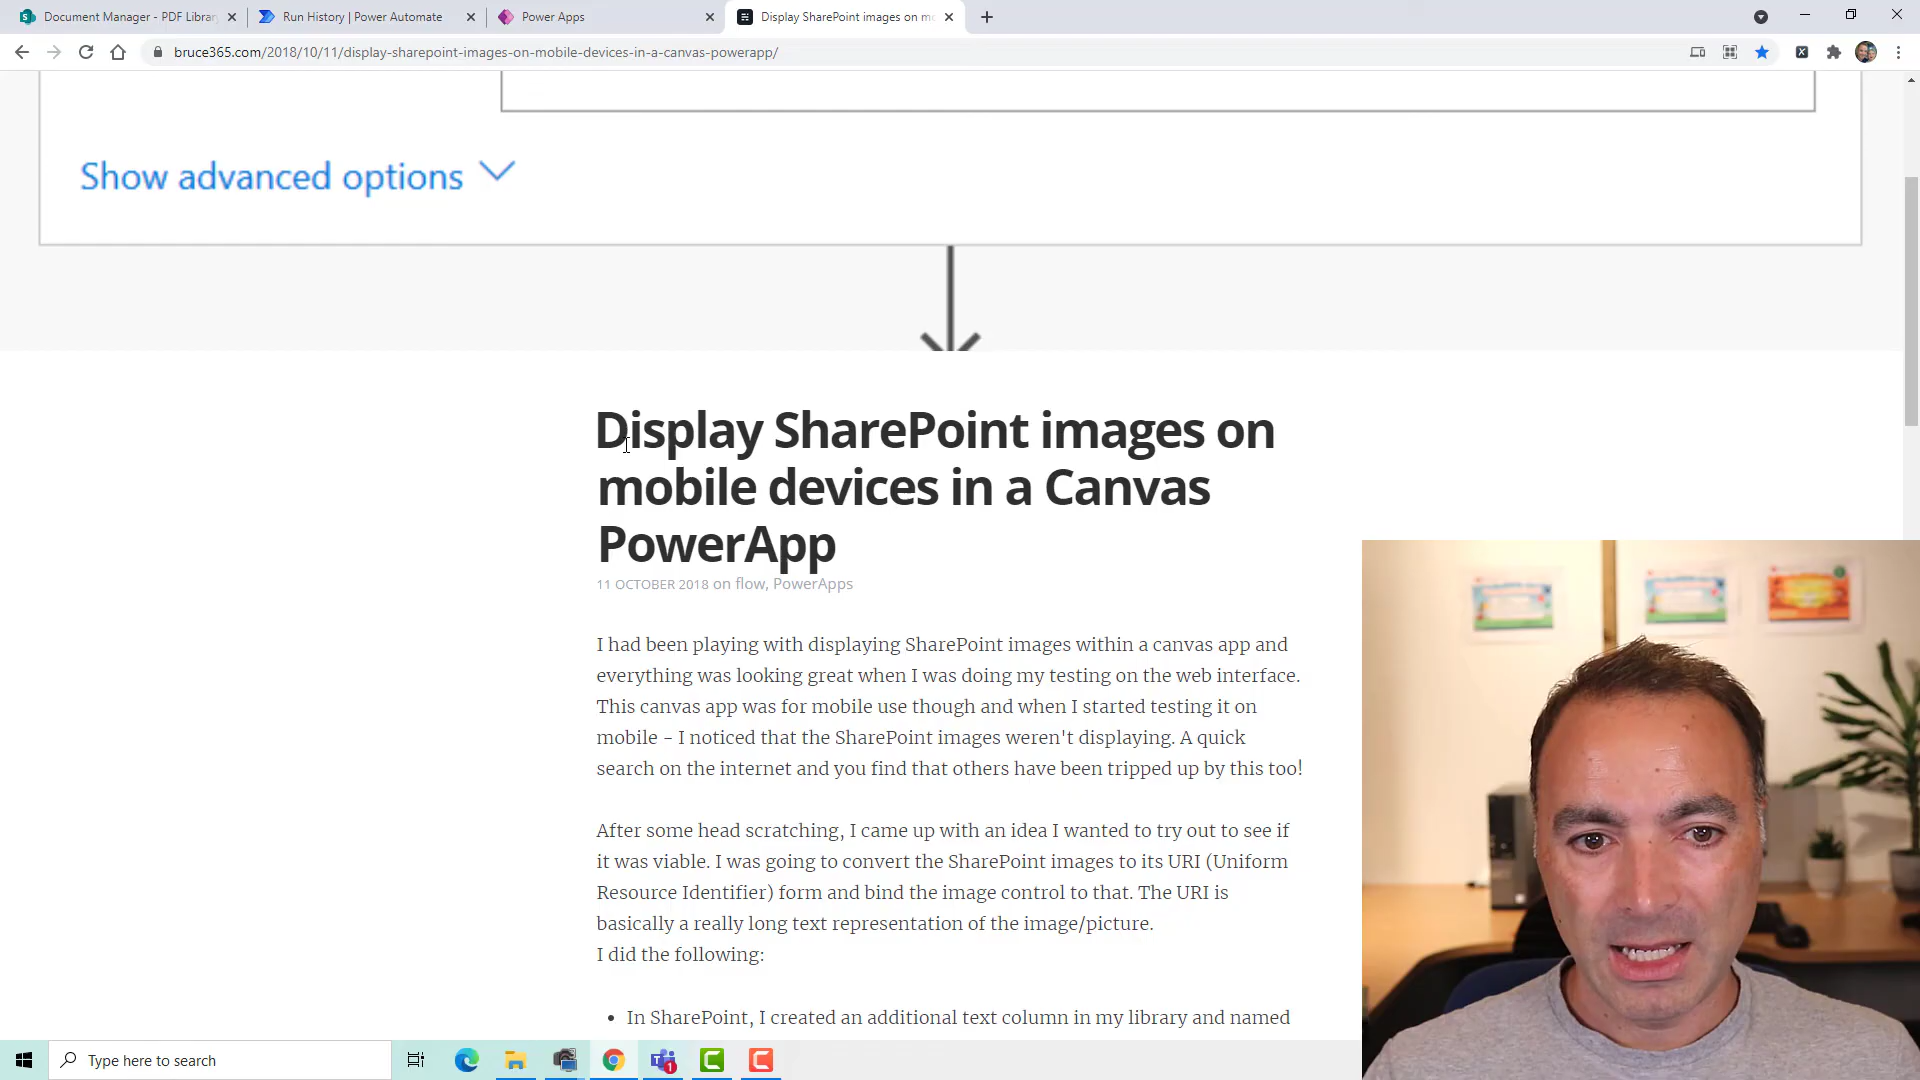 Document Manager - PDF Librar
Run History | Power Automate
Power Apps
Display SharePoint images on mo
bruce365.com/2018/10/11/display-sharepoint-images-on-mobile-devices-in-a-canvas-powerapp/
Show advanced options
Display SharePoint images on
mobile devices in a Canvas
PowerApp
11 OCTOBER 2018 on flow, PowerApps
I had been playing with displaying SharePoint images within a canvas app and
everything was looking great when I was doing my testing on the web interface.
This canvas app was for mobile use though and when I started testing it on
mobile - I noticed that the SharePoint images weren't displaying. A quick
search on the internet and you find that others have been tripped up by this too!
After some head scratching, I came up with an idea I wanted to try out to see if
it was viable. I was going to convert the SharePoint images to its URI (Uniform
Resource Identifier) form and bind the image control to that. The URI is
basically a really long text representation of the image/picture.
I did the following:
• In SharePoint, I created an additional text column in my library and named
Type here to search
1